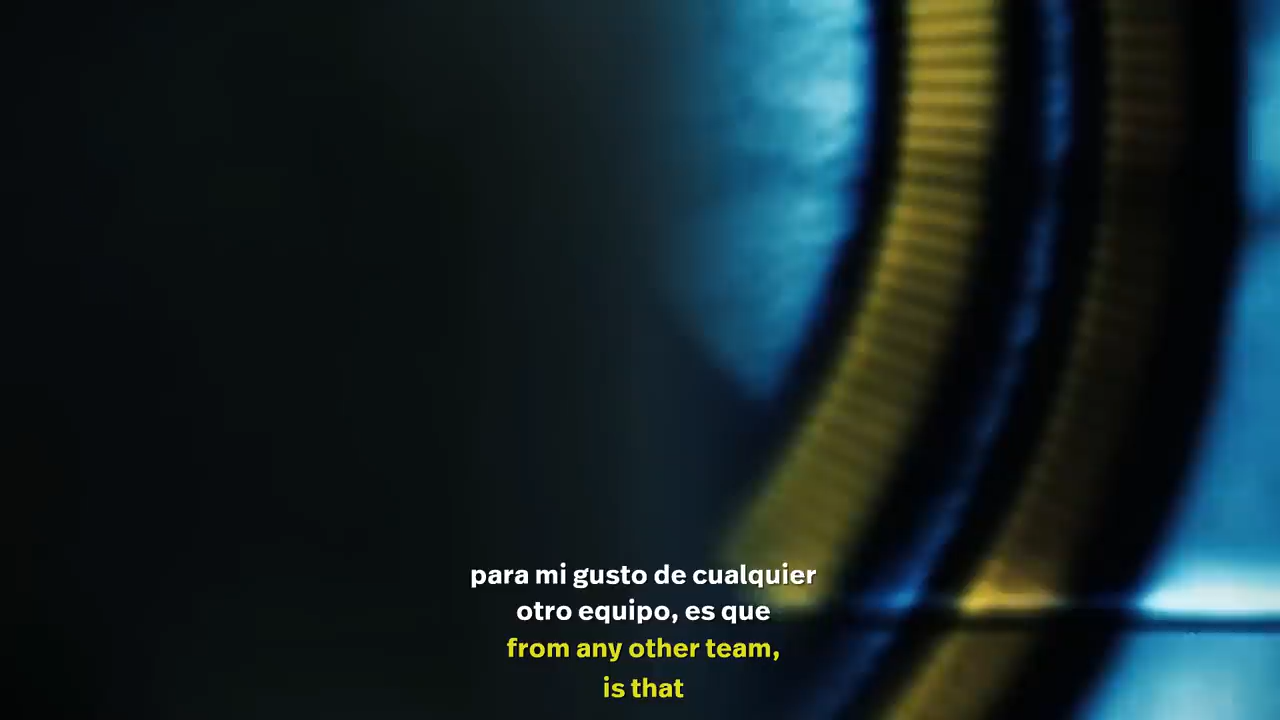 para mi gusto de cualquier
otro equipo, es que
from any other team,
is that